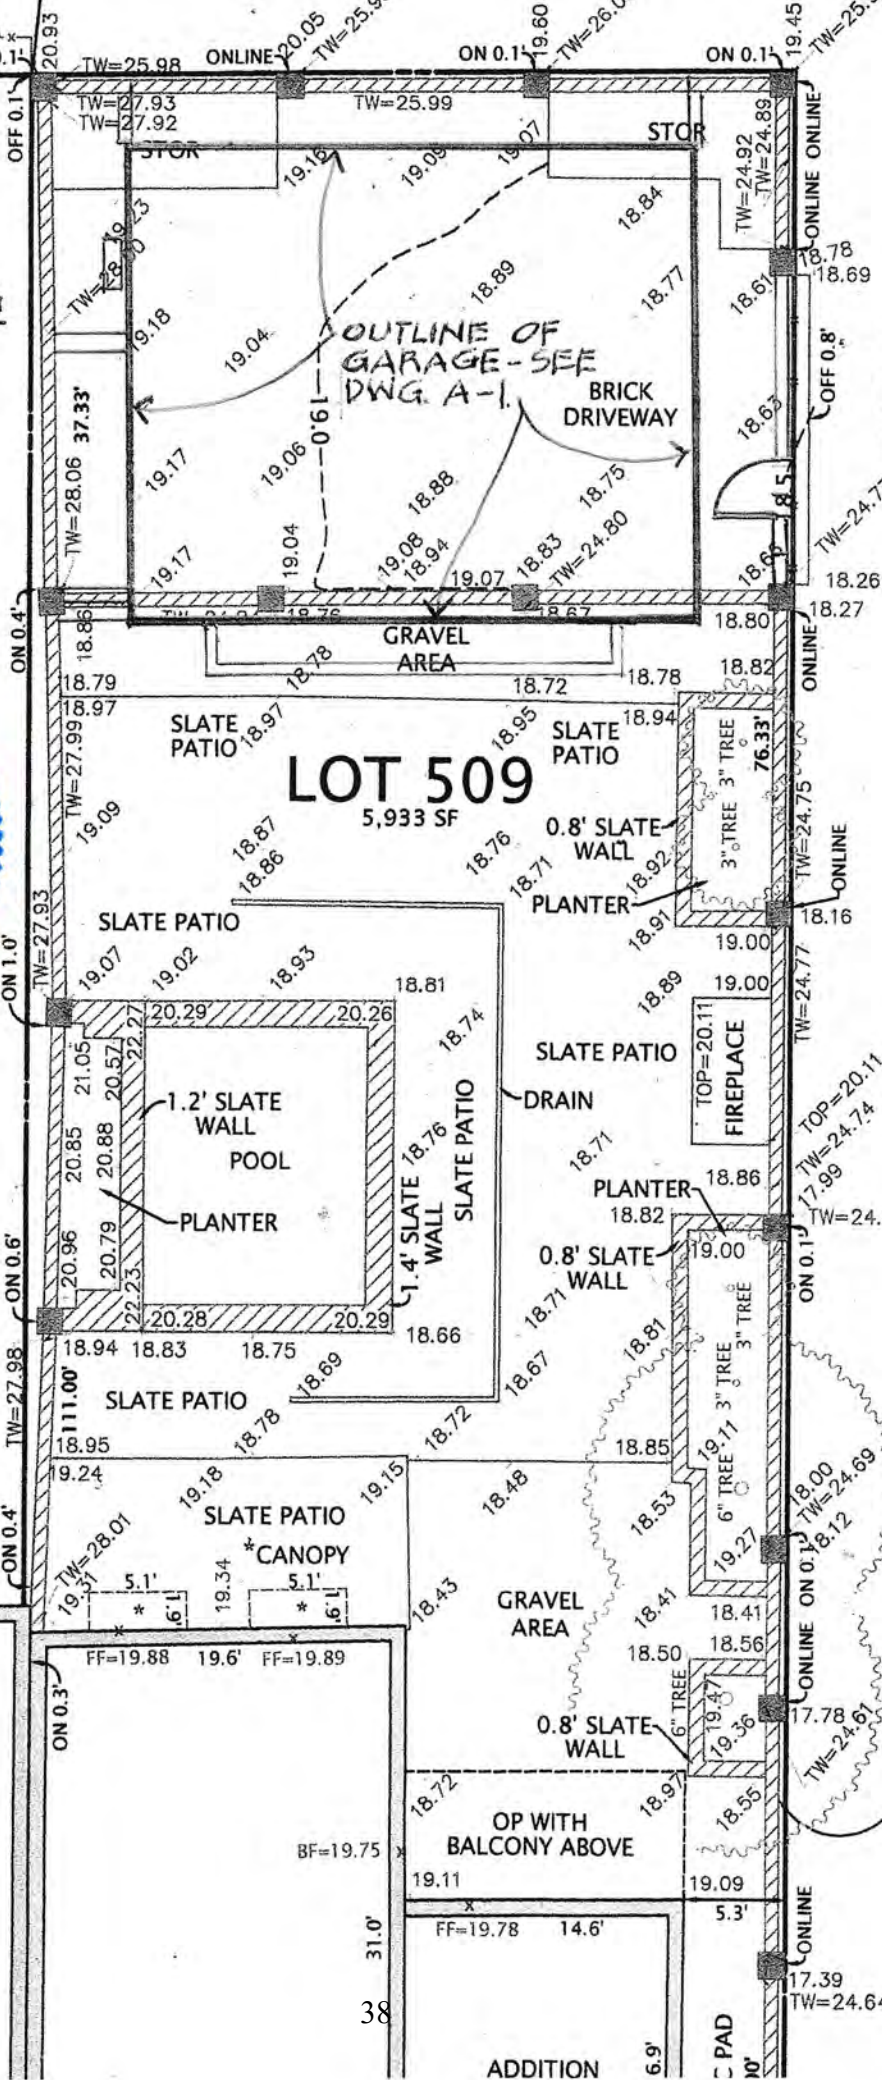 20.93
ONLINE
20.05
ON 0.1'
19.60
ON 0.1'
19.45
TW=25.98
TW=27.93
TW=27.92
TW=25.99
OFF 0.1'
STOR
STOR
19.16
19.09
19.07
18.84
TW=24.92
TW=24.89
ONLINE
ONLINE
18.78
18.69
19.23
19.18
19.04
18.89
18.77
18.61
OUTLINE OF
GARAGE-SEE
DWG. A-1.
BRICK
DRIVEWAY
OFF 0.8'
37.33'
19.0
19.06
18.88
18.75
18.63
19.17
TW=28.06
19.17
19.04
19.08
18.94
19.07
18.83
TW=24.80
18.66
18.26
18.27
ON 0.4'
18.86
18.76
18.67
18.80
ONLINE
GRAVEL
AREA
18.78
18.79
18.97
18.72
18.78
18.82
SLATE
PATIO
18.97
18.95
SLATE
PATIO
18.94
TW=27.99
LOT 509
5,933 SF
3" TREE
3" TREE
76.33'
TW=24.75
19.09
18.87
18.86
18.76
18.71
0.8' SLATE
WALL
18.92
PLANTER
ONLINE
18.16
TW=27.93
SLATE PATIO
18.91
19.00
ON 1.0'
19.07
19.02
18.93
18.81
18.89
19.00
TW=24.77
22.27
20.29
20.26
18.74
21.05
20.57
SLATE PATIO
TOP=20.11
FIREPLACE
1.2' SLATE
WALL
DRAIN
TOP=20.11
TW=24.74
20.85
20.88
POOL
18.76
SLATE PATIO
18.71
18.86
17.99
PLANTER
PLANTER
18.82
19.00
1.4' SLATE
WALL
0.8' SLATE
WALL
ON 0.1'
ON 0.6'
20.96
20.79
22.23
20.28
20.29
18.71
18.81
3" TREE
18.94
18.83
18.75
18.66
18.69
18.67
3" TREE
TW=27.98
111.00'
SLATE PATIO
18.78
18.72
18.95
19.24
18.85
19.11
19.18
19.15
18.48
18.53
6" TREE
18.00
TW=24.69
18.12
SLATE PATIO
*CANOPY
ON 0.4'
TW=28.01
19.31
5.1'
1.9'
*
19.34
5.1'
1.9'
*
19.27
ON 0.1'
18.43
GRAVEL
AREA
18.41
18.41
FF=19.88
19.6'
FF=19.89
18.50
18.56
ONLINE
ON 0.3'
6" TREE
19.47
19.36
0.8' SLATE
WALL
17.78
TW=24.61
18.72
18.97
18.55
OP WITH
BALCONY ABOVE
BF=19.75
19.11
19.09
FF=19.78
14.6'
5.3'
ONLINE
31.0'
17.39
TW=24.64
38
ADDITION
6.9'
PAD